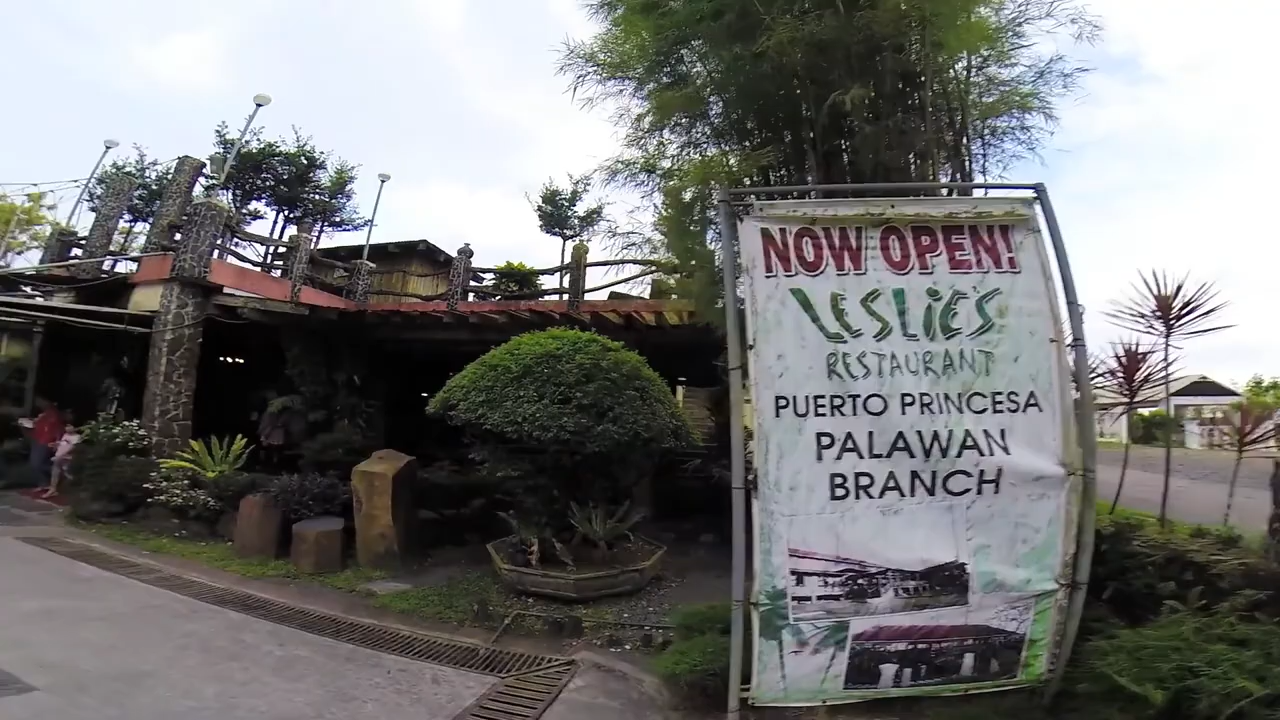 NOW OPEN!
LESLIE'S
RESTAURANT
PUERTO PRINCESA
PALAWAN
BRANCH